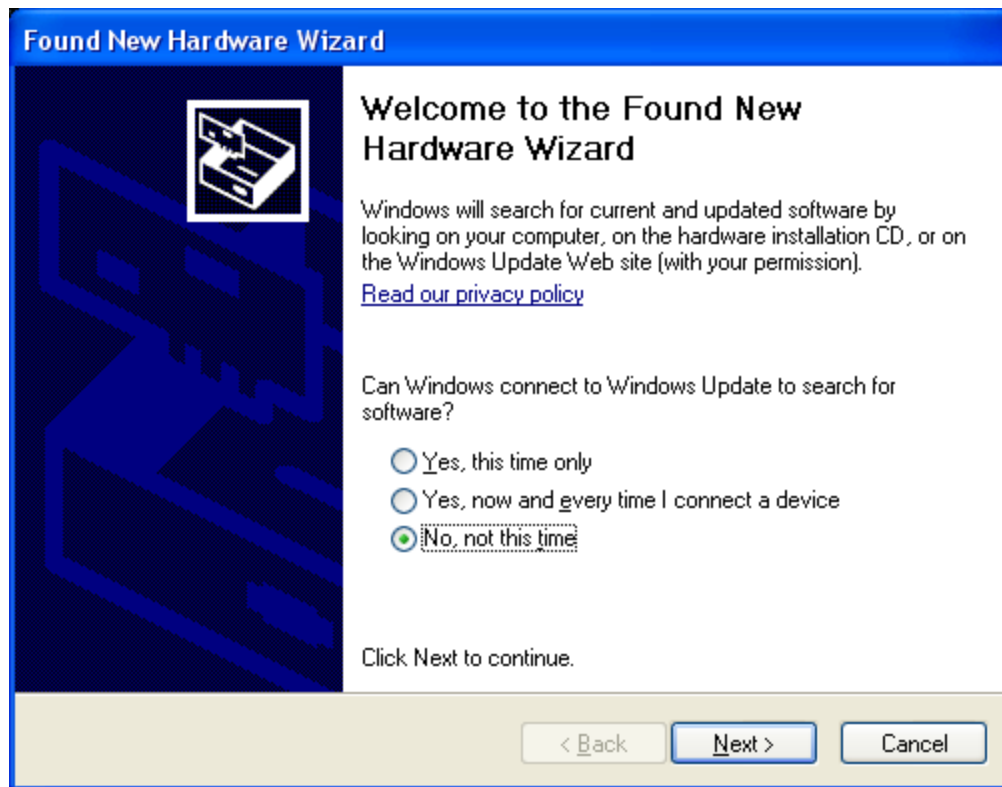 Found New Hardware Wizard
Welcome to the Found New
Hardware Wizard
Windows will search for current and updated software by
looking on your computer, on the hardware installation CD, or on
the Windows Update Web site (with your permission).
Read our privacy policy
Can Windows connect to Windows Update to search for
software?
Yes, this time only
Yes, now and every time I connect a device
No, not this time
Click Next to continue.
< Back Next > Cancel